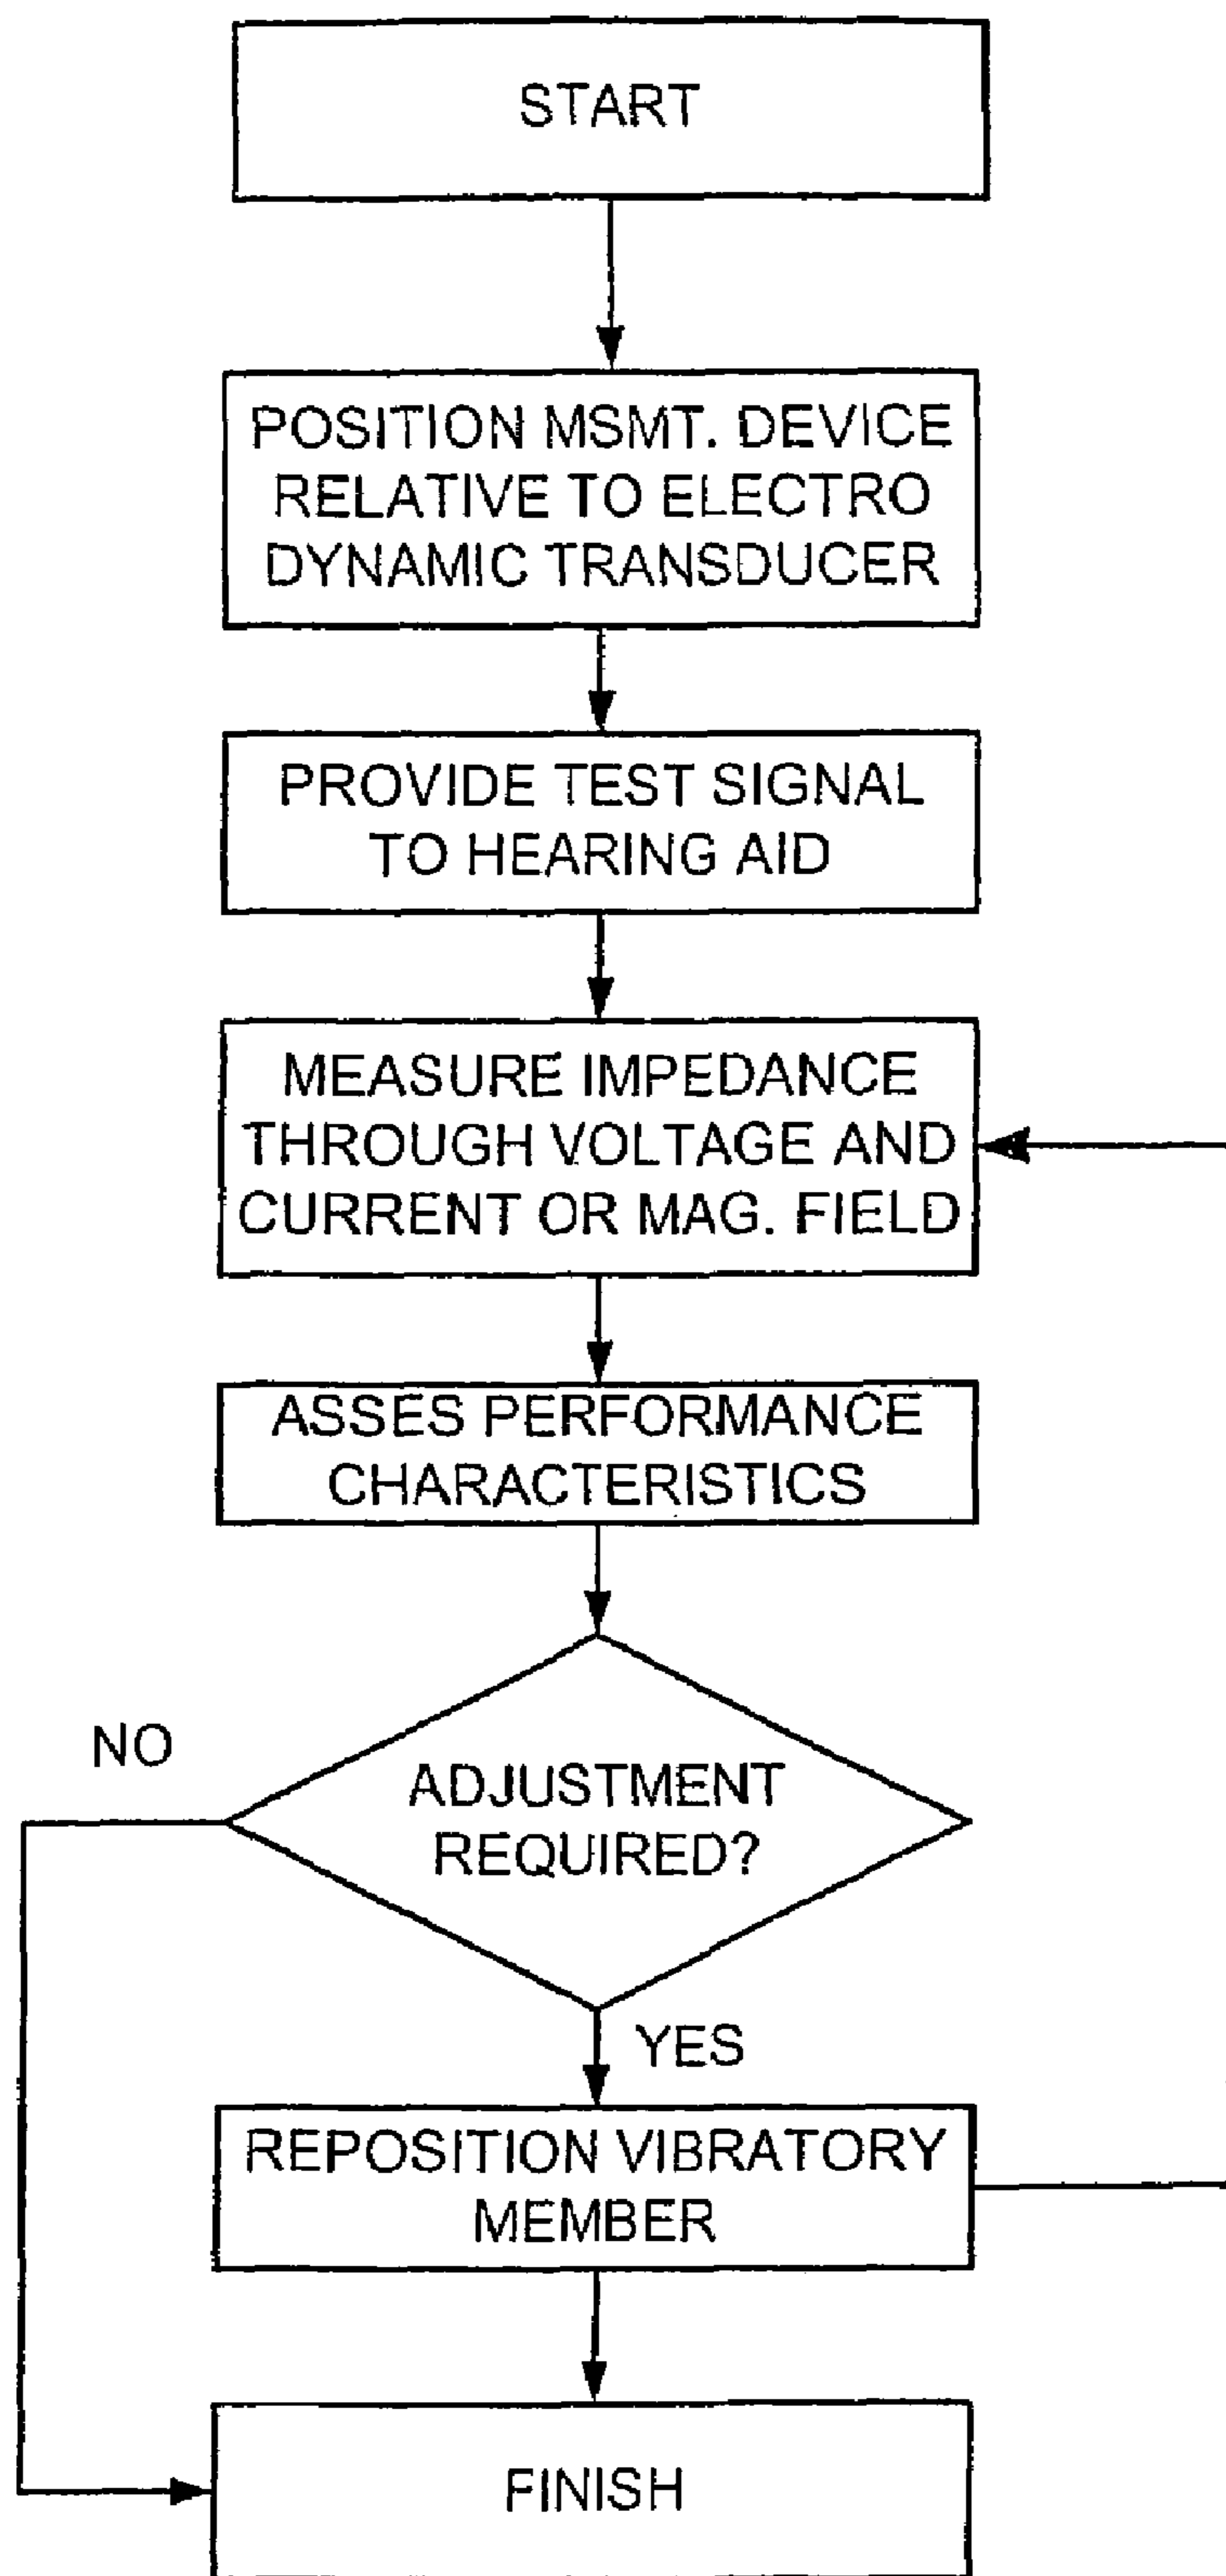 START
POSITION MSMT. DEVICE
RELATIVE TO ELECTRO
DYNAMIC TRANSDUCER
PROVIDE TEST SIGNAL
TO HEARING AID
MEASURE IMPEDANCE
THROUGH VOLTAGE AND
CURRENT OR MAG. FIELD
ASSES PERFORMANCE
CHARACTERISTICS
NO
ADJUSTMENT
REQUIRED?
YES
REPOSITION VIBRATORY
MEMBER
FINISH